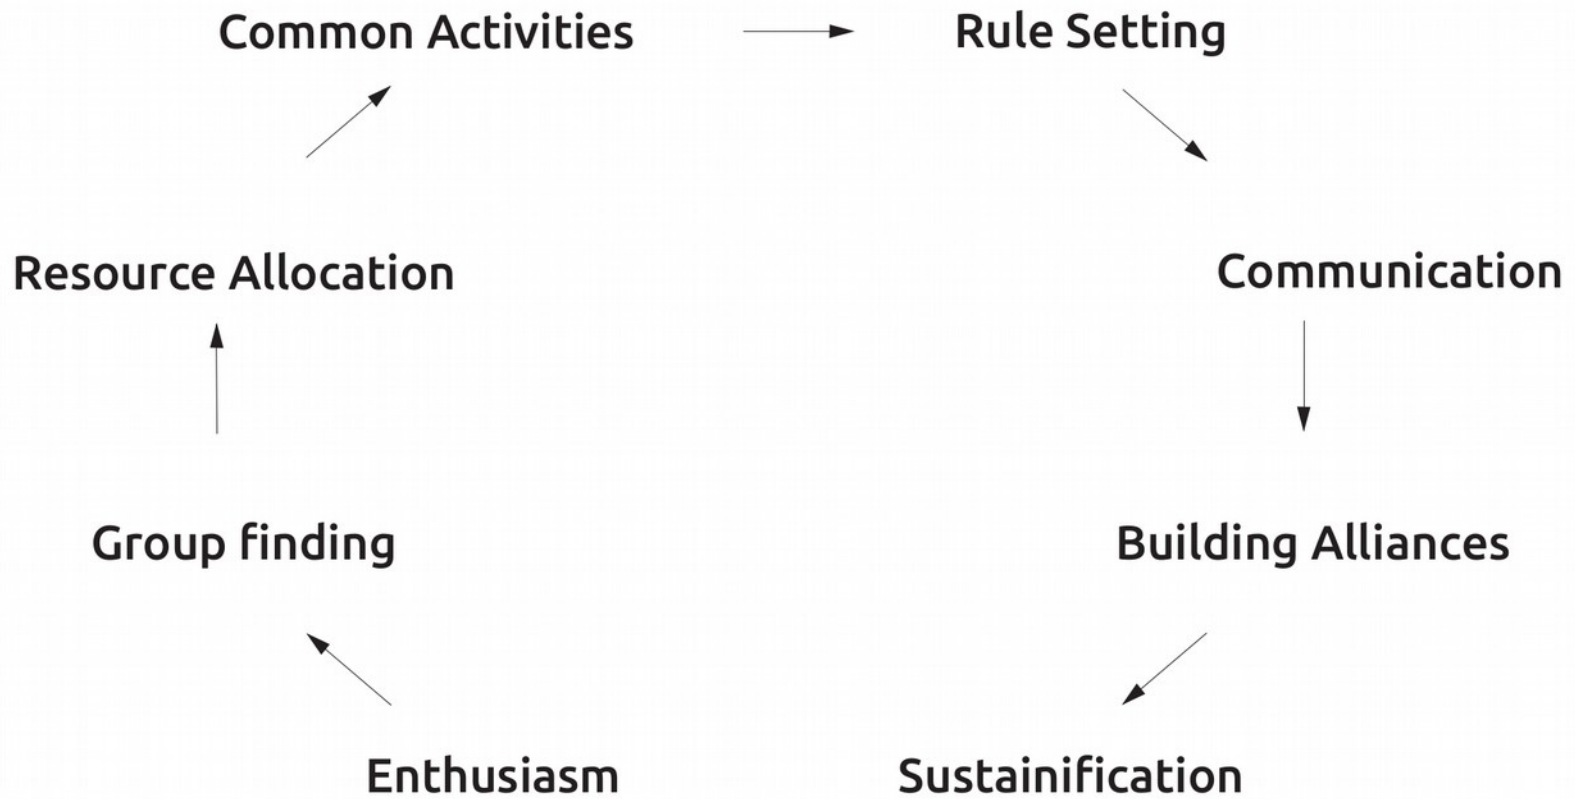 Common Activities
Rule Setting
Resource Allocation
Communication
Group finding
Building Alliances
Enthusiasm
Sustainification